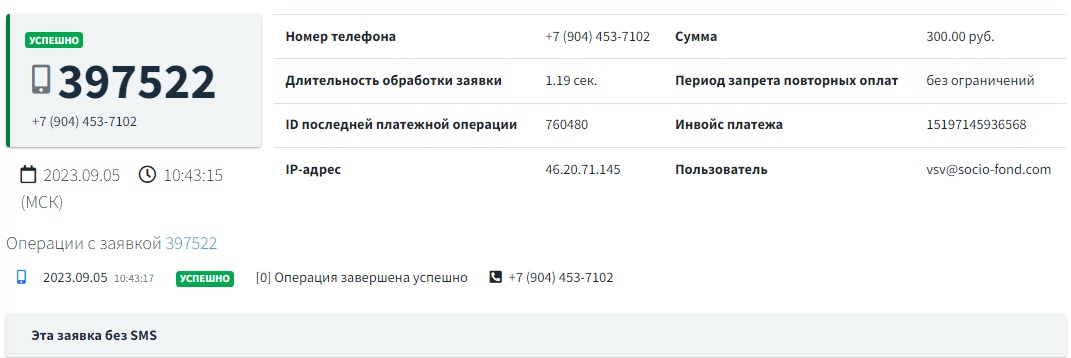 УСПЕШНО
397522
+7 (904) 453-7102
2023.09.05 10:43:15
(МСК)
Номер телефона +7 (904) 453-7102 Сумма 300.00 руб.
Длительность обработки заявки 1.19 сек. Период запрета повторных оплат без ограничений
ID последней платежной операции 760480 Инвойс платежа 15197145936568
IP-адрес 46.20.71.145 Пользователь vsv@socio-fond.com
Операции с заявкой 397522
2023.09.05 10:43:17 УСПЕШНО [0] Операция завершена успешно +7 (904) 453-7102
Эта заявка без SMS